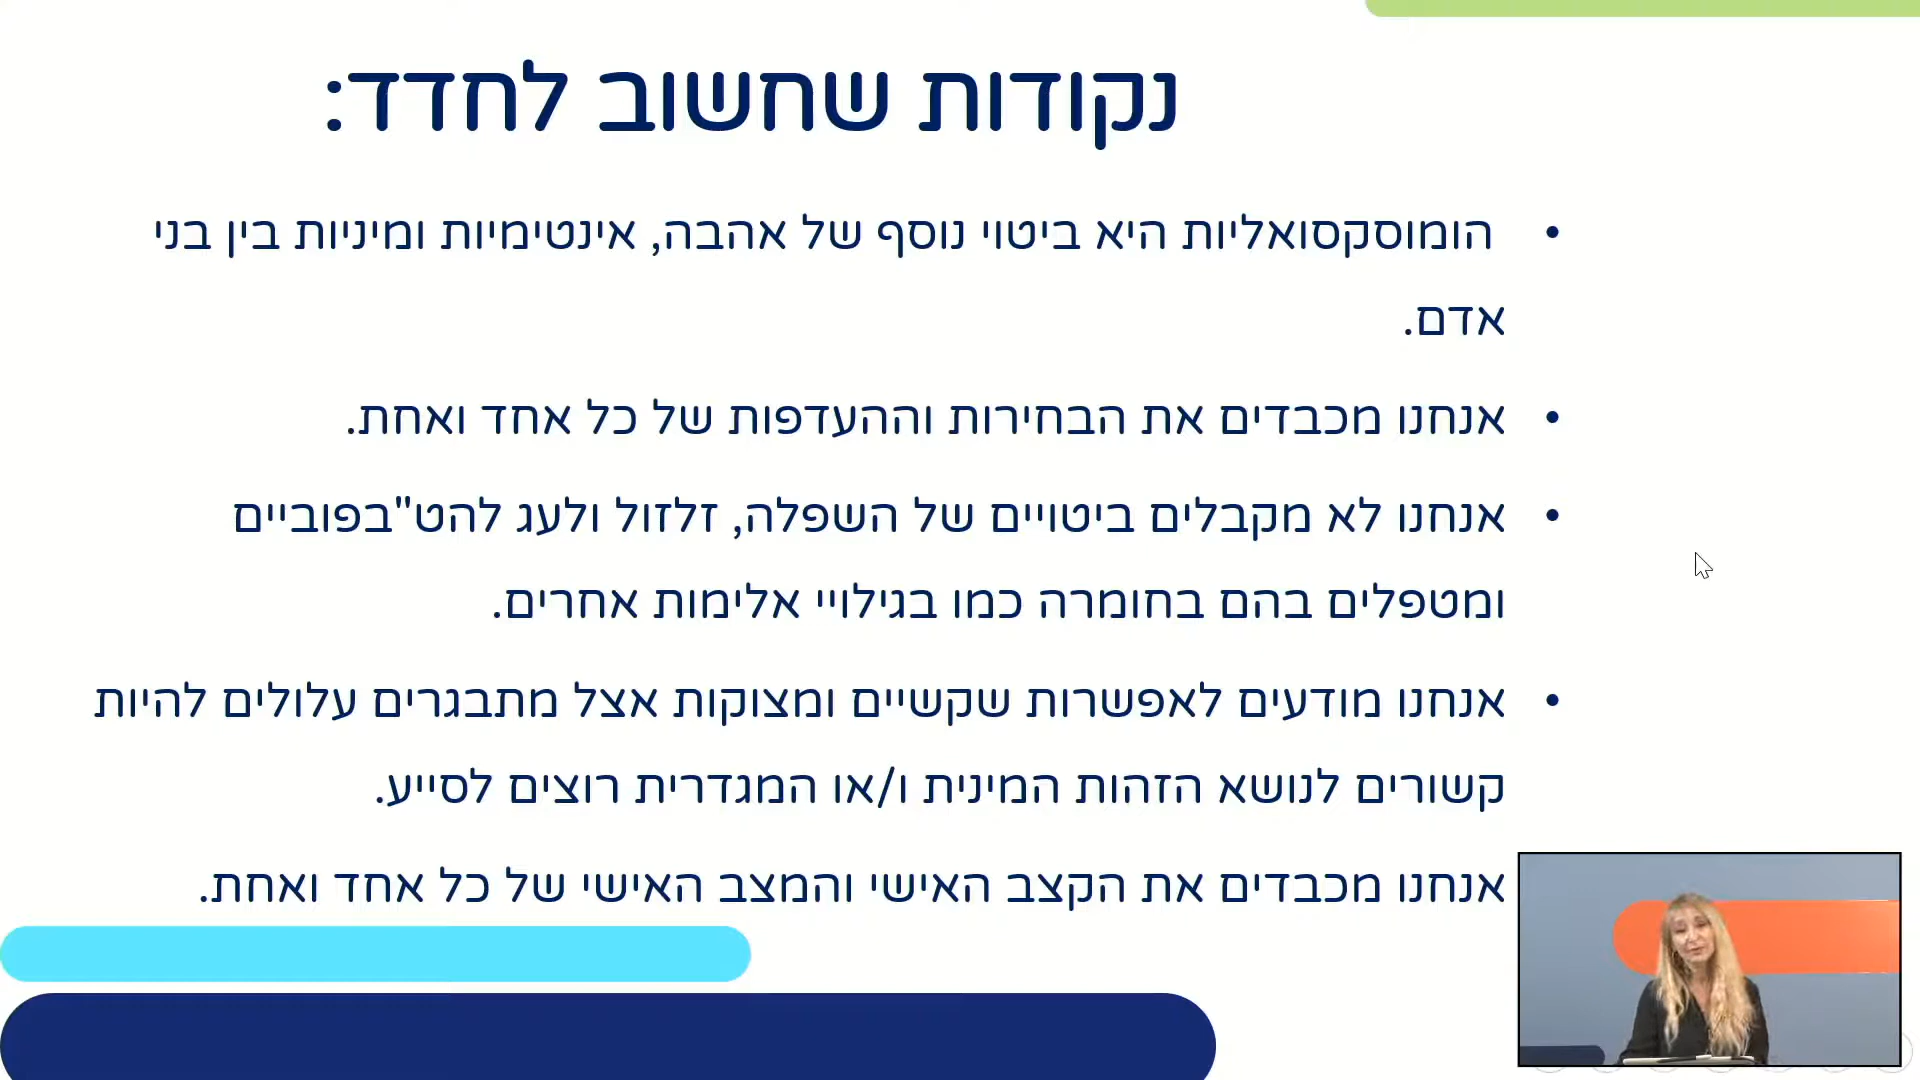 נקודות שחשוב לחדד:
• הומוסקסואליות היא ביטוי נוסף של אהבה, אינטימיות ומיניות בין בני
אדם.
• אנחנו מכבדים את הבחירות וההעדפות של כל אחד ואחת.
• אנחנו לא מקבלים ביטויים של השפלה, זלזול ולעג להט"בפוביים
ומטפלים בהם בחומרה כמו בגילויי אלימות אחרים.
• אנחנו מודעים לאפשרות שקשיים ומצוקות אצל מתבגרים עלולים להיות
קשורים לנושא הזהות המינית ו/או המגדרית רוצים לסייע.
אנחנו מכבדים את הקצב האישי והמצב האישי של כל אחד ואחת.